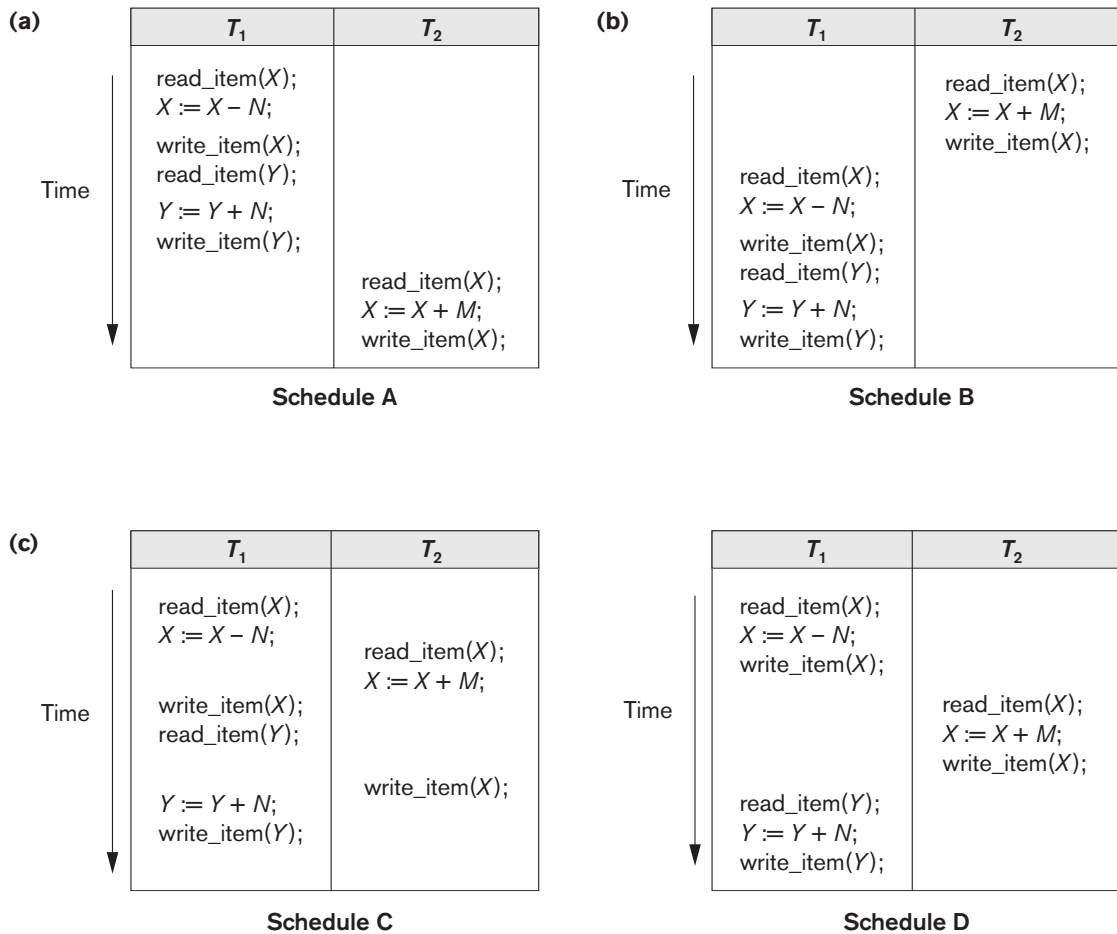 (a)
T1 T2
Time
read_item(X);
X := X – N;
write_item(X);
read_item(Y);
Y := Y + N;
write_item(Y);
read_item(X);
X := X + M;
write_item(X);
Schedule A
(b)
T1 T2
Time
read_item(X);
X := X + M;
write_item(X);
read_item(X);
X := X – N;
write_item(X);
read_item(Y);
Y := Y + N;
write_item(Y);
Schedule B
(c)
T1 T2
Time
read_item(X);
X := X – N;
read_item(X);
X := X + M;
write_item(X);
read_item(Y);
write_item(X);
Y := Y + N;
write_item(Y);
Schedule C
T1 T2
Time
read_item(X);
X := X – N;
write_item(X);
read_item(X);
X := X + M;
write_item(X);
read_item(Y);
Y := Y + N;
write_item(Y);
Schedule D